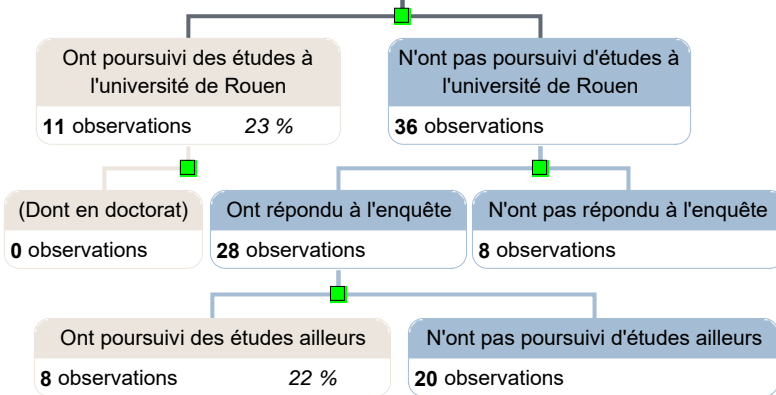 Ont poursuivi des études à
l'université de Rouen
11 observations 23 %
N'ont pas poursuivi d'études à
l'université de Rouen
36 observations
(Dont en doctorat)
0 observations
Ont répondu à l'enquête
28 observations
N'ont pas répondu à l'enquête
8 observations
Ont poursuivi des études ailleurs
8 observations 22 %
N'ont pas poursuivi d'études ailleurs
20 observations